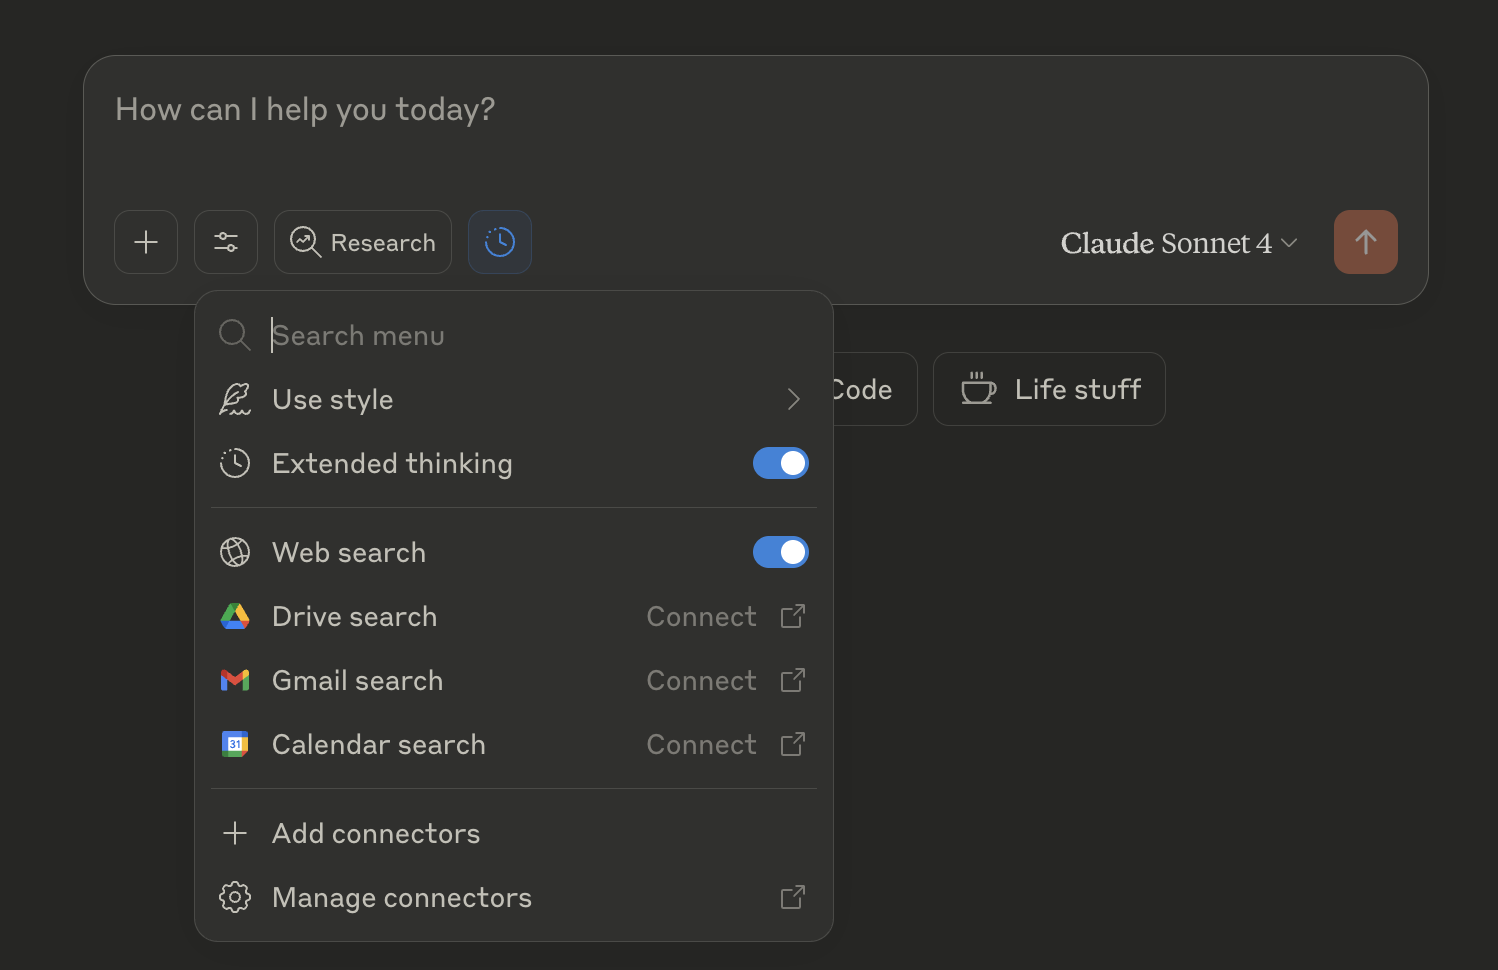 How can I help you today?
Research
Claude Sonnet 4
Search menu
Use style
Code
Life stuff
Extended thinking
Web search
Drive search Connect
Gmail search Connect
31
Calendar search Connect
Add connectors
Manage connectors